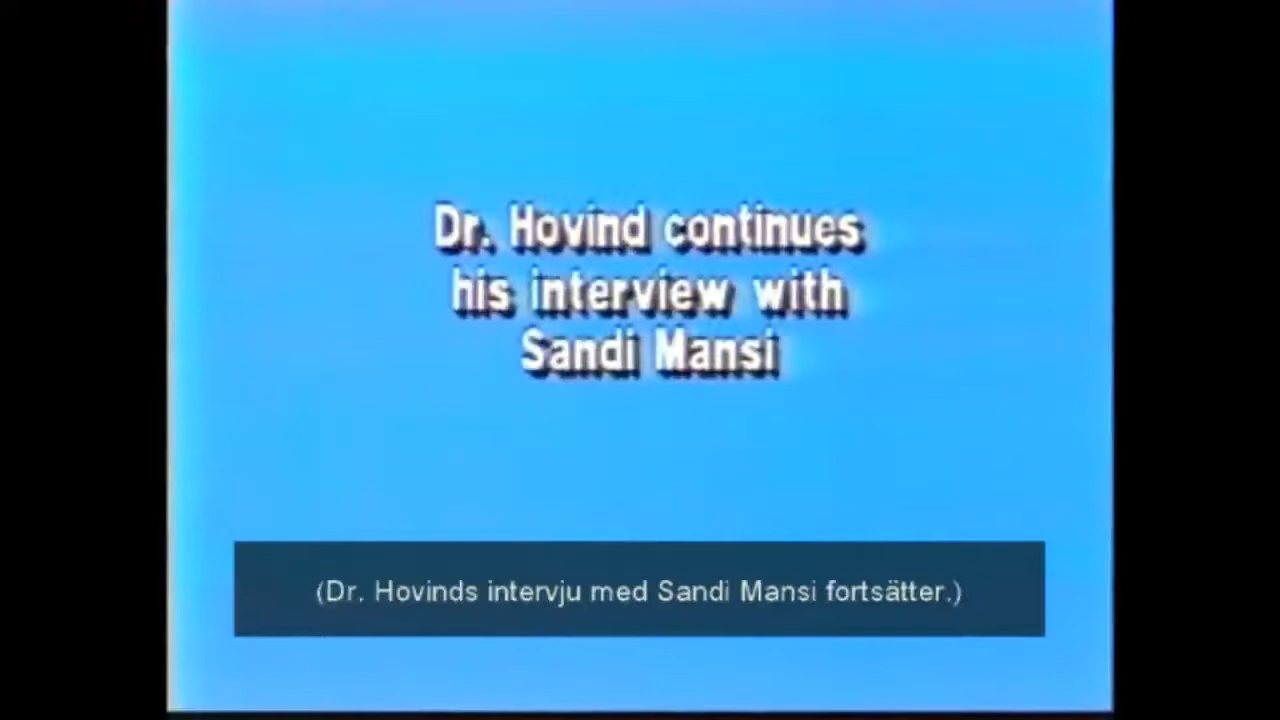 Dr. Hovind continues
his interview with
Sandi Mansi
(Dr. Hovinds intervju med Sandi Mansi fortsätter.)